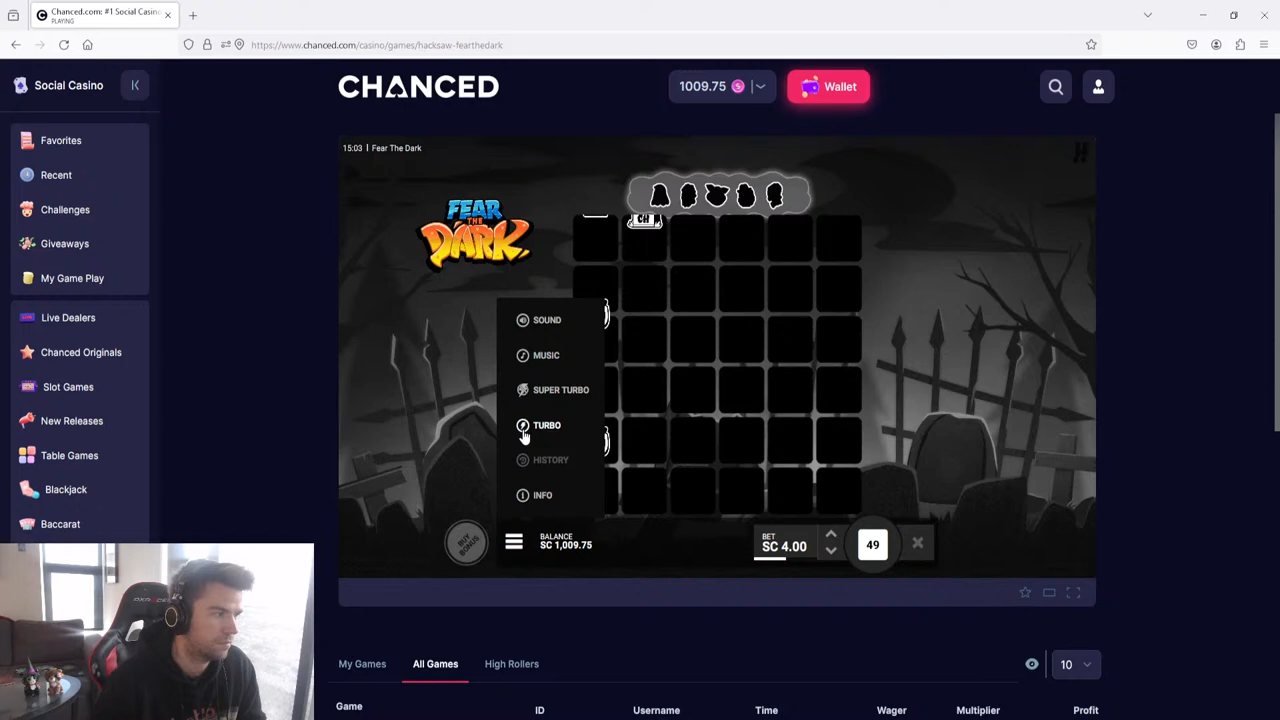 Chanced.com: #1 Social Casino
PLAYING
https://www.chanced.com/casino/games/hacksaw-fearthedark
Social Casino
CHANCED
1009.75
Wallet
Favorites
Recent
Challenges
Giveaways
My Game Play
Live Dealers
Chanced Originals
Slot Games
New Releases
Table Games
Blackjack
Baccarat
15:03 | Fear The Dark
FEAR
THE
DARK
SOUND
MUSIC
SUPER TURBO
TURBO
HISTORY
INFO
BUY
BONUS
BALANCE
SC 1,009.75
BET
SC 4.00
49
My Games
All Games
High Rollers
10
Game
ID
Username
Time
Wager
Multiplier
Profit